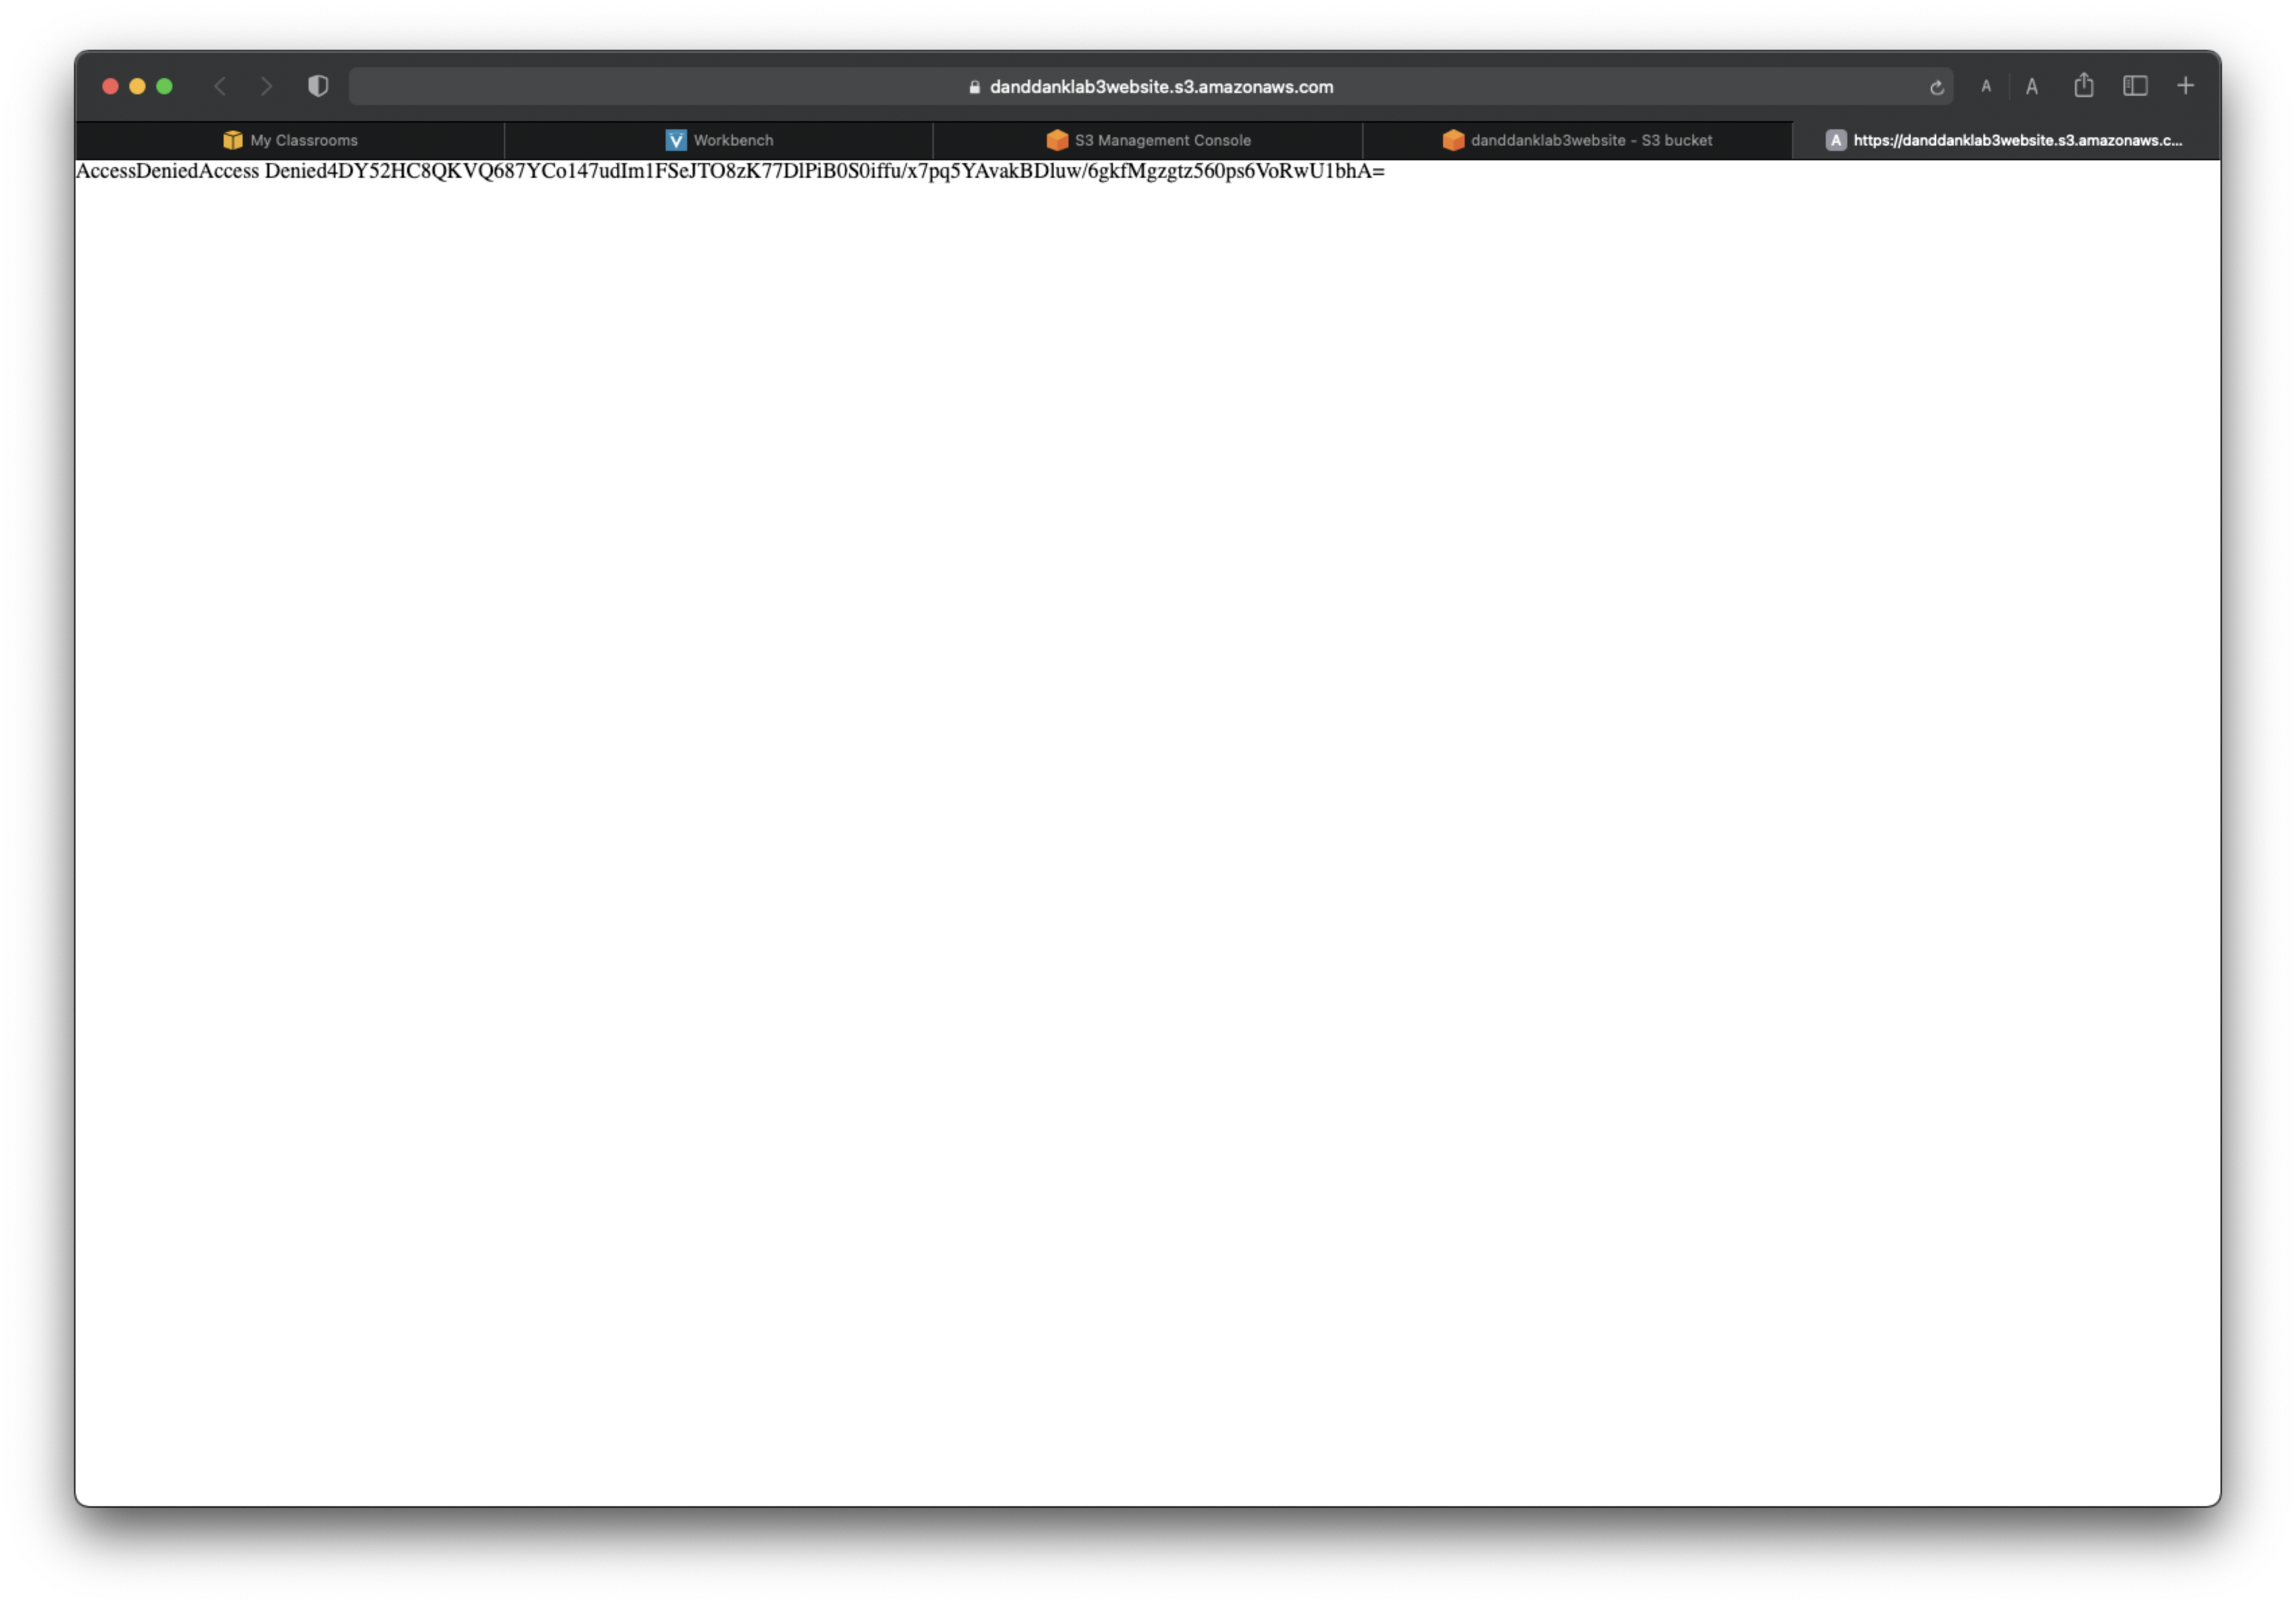 danddanklab3website.s3.amazonaws.com
A A
My Classrooms
V Workbench
S3 Management Console
danddanklab3website - S3 bucket
A https://danddanklab3website.s3.amazonaws.c...
AccessDeniedAccess Denied4DY52HC8QKVQ687YCo147udIm1FSeJTO8zK77DlPiB0S0iffu/x7pq5YAvakBDluw/6gkfMgzgtz560ps6VoRwU1bhA=